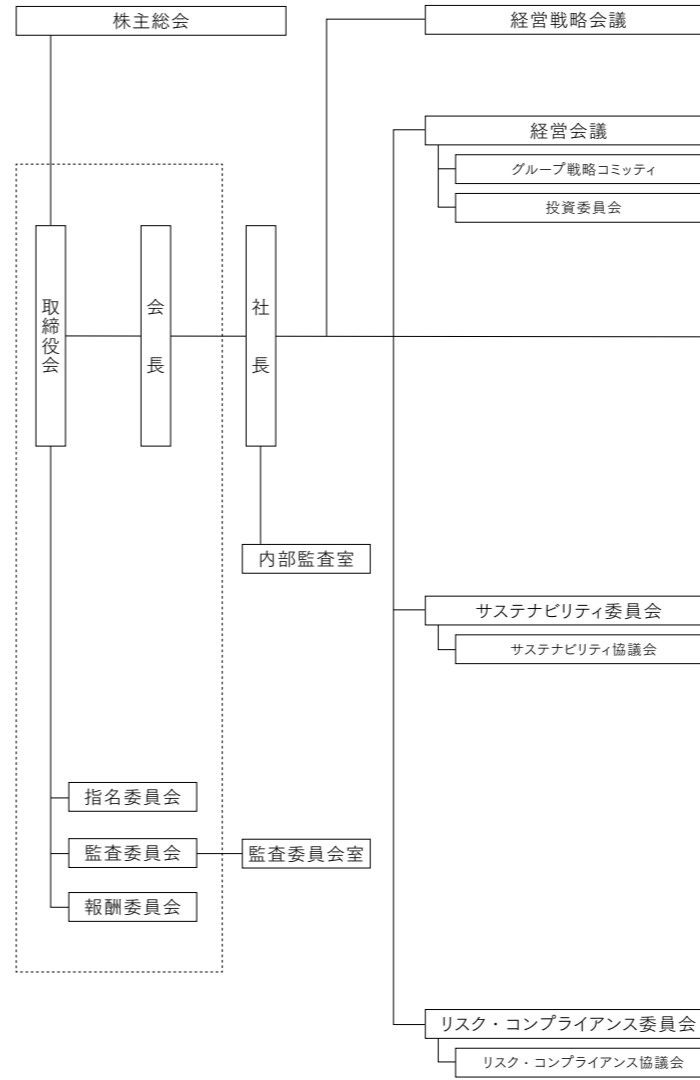 株主総会
経営戦略会議
経営会議
グループ戦略コミッティ
投資委員会
取締役会
会長
社長
内部監査室
サステナビリティ委員会
サステナビリティ協議会
指名委員会
監査委員会
監査委員会室
報酬委員会
リスク・コンプライアンス委員会
リスク・コンプライアンス協議会